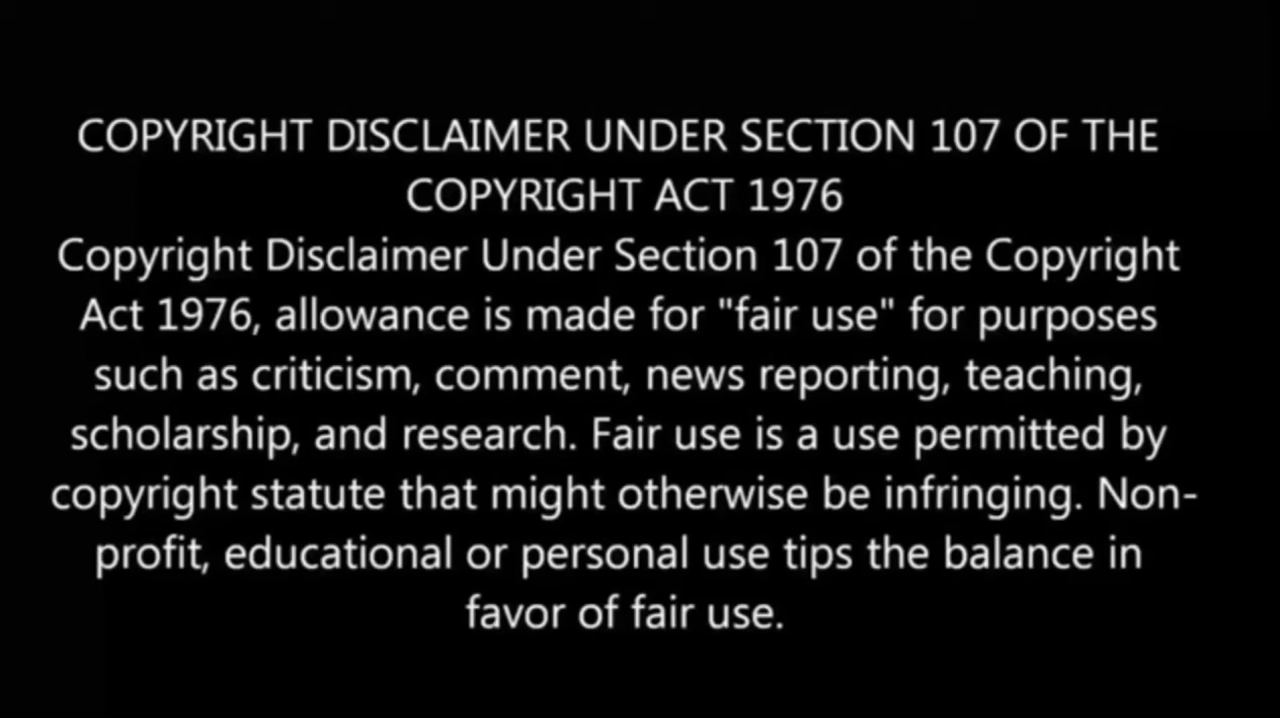 COPYRIGHT DISCLAIMER UNDER SECTION 107 OF THE
COPYRIGHT ACT 1976
Copyright Disclaimer Under Section 107 of the Copyright
Act 1976, allowance is made for "fair use" for purposes
such as criticism, comment, news reporting, teaching,
scholarship, and research. Fair use is a use permitted by
copyright statute that might otherwise be infringing. Non-
profit, educational or personal use tips the balance in
favor of fair use.